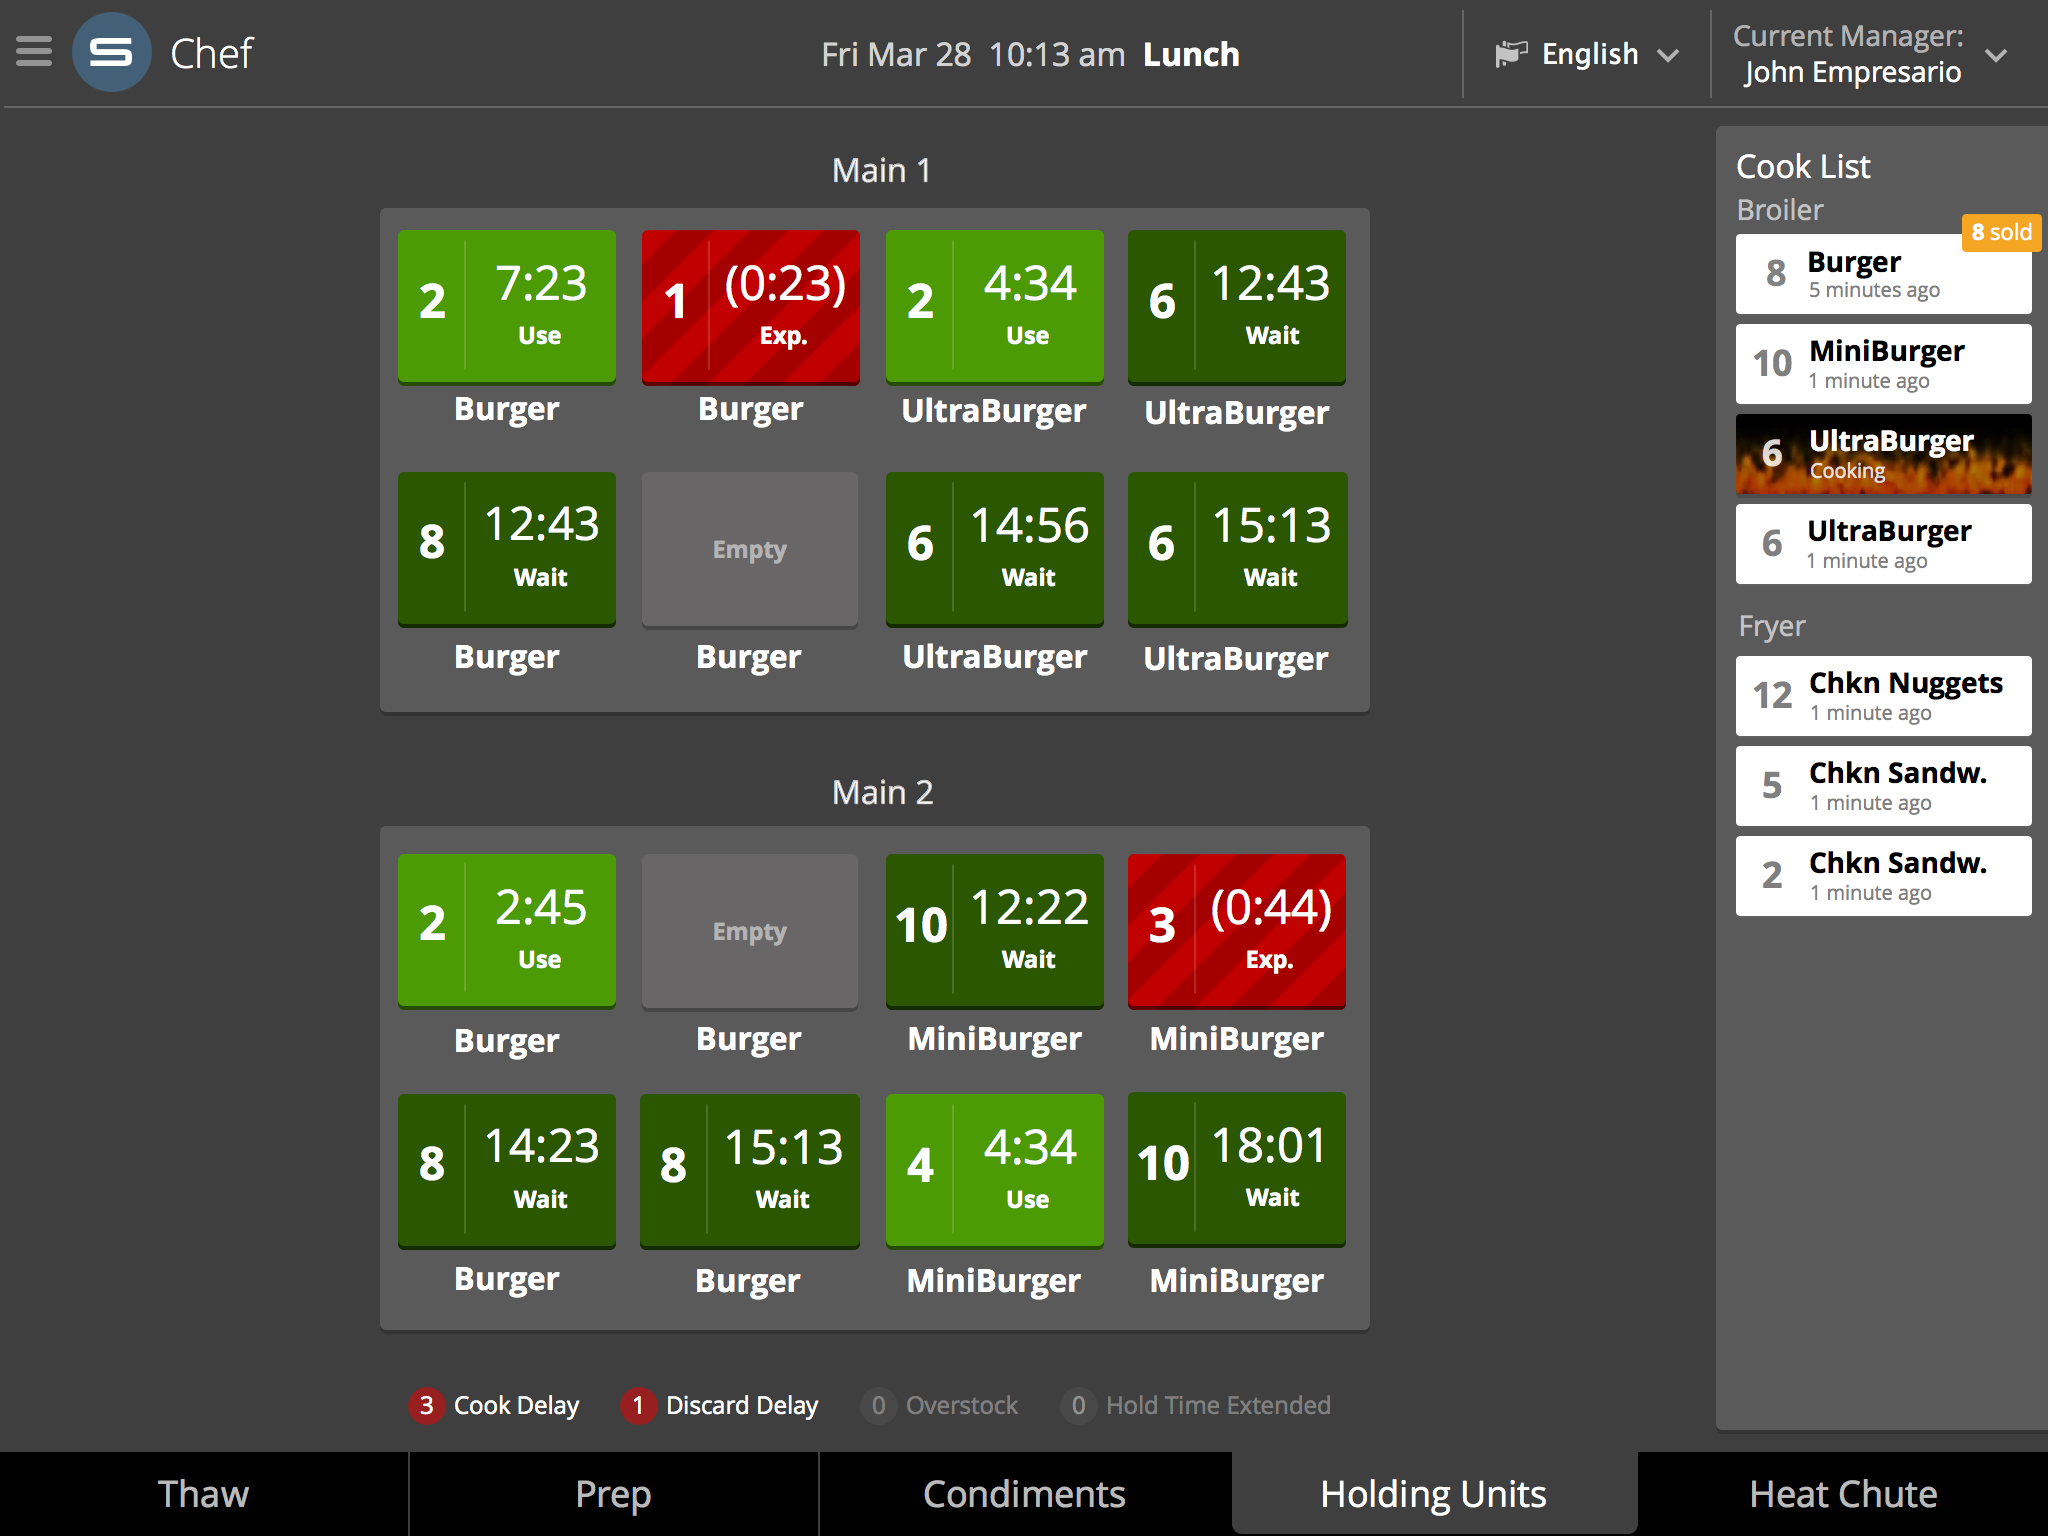 S Chef
Fri Mar 28 10:13 am Lunch
English
Current Manager:
John Empresario
Main 1
2 7:23 Use
Burger
1 (0:23) Exp.
Burger
2 4:34 Use
UltraBurger
6 12:43 Wait
UltraBurger
8 12:43 Wait
Burger
Empty
Burger
6 14:56 Wait
UltraBurger
6 15:13 Wait
UltraBurger
Main 2
2 2:45 Use
Burger
Empty
Burger
10 12:22 Wait
MiniBurger
3 (0:44) Exp.
MiniBurger
8 14:23 Wait
Burger
8 15:13 Wait
Burger
4 4:34 Use
MiniBurger
10 18:01 Wait
MiniBurger
3 Cook Delay
1 Discard Delay
0 Overstock
0 Hold Time Extended
Cook List
Broiler
8 sold
8 Burger
5 minutes ago
10 MiniBurger
1 minute ago
6 UltraBurger
Cooking
6 UltraBurger
1 minute ago
Fryer
12 Chkn Nuggets
1 minute ago
5 Chkn Sandw.
1 minute ago
2 Chkn Sandw.
1 minute ago
Thaw
Prep
Condiments
Holding Units
Heat Chute